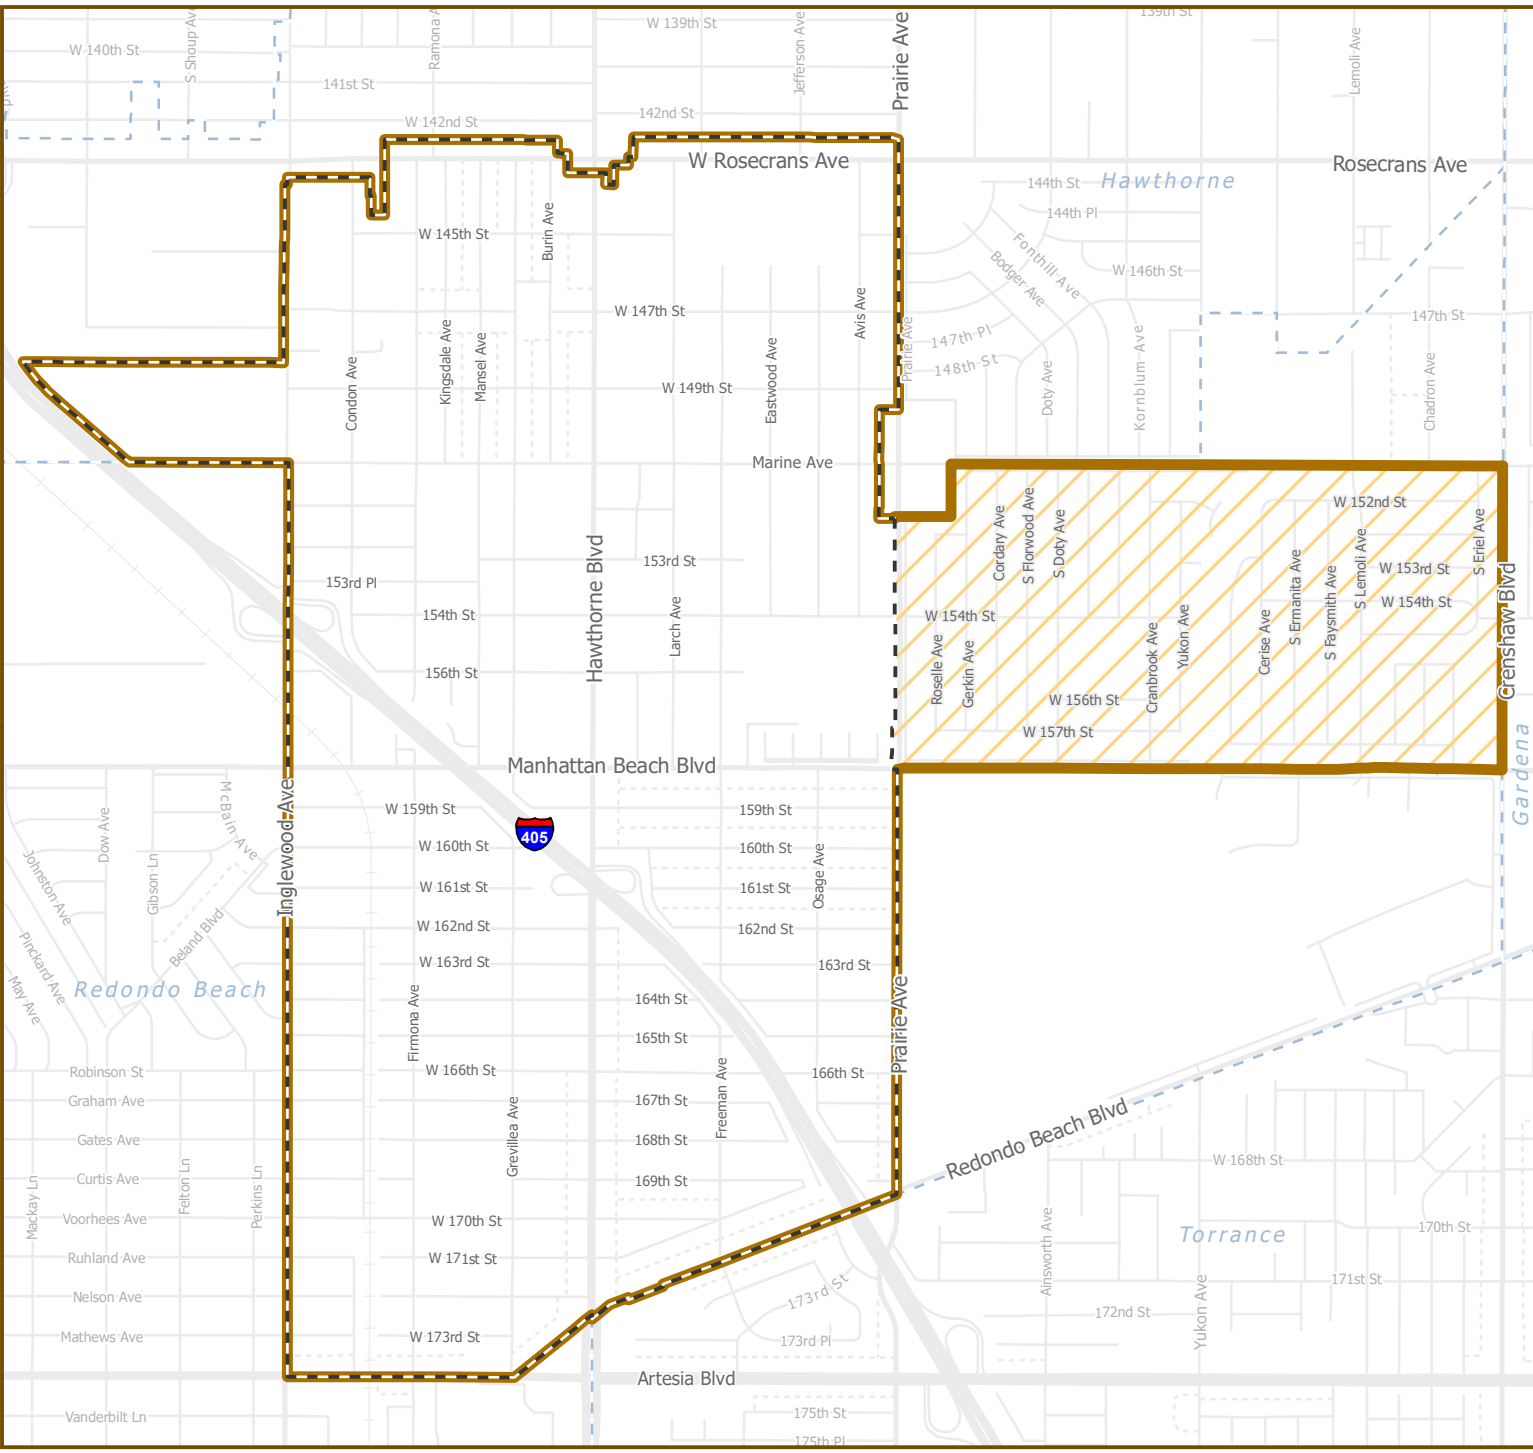 W 139th St
139th St
W 140th St
S Shoup Av
Ramona A
Jefferson Ave
Prairie Ave
Lemoli Ave
141st St
142nd St
W 142nd St
W Rosecrans Ave
Rosecrans Ave
144th St
Hawthorne
144th Pl
W 145th St
Burin Ave
Fonthill Ave
Bodger Ave
W 146th St
W 147th St
Avis Ave
147th Pl
147th St
Prairie Ave
148th St
Kingsdale Ave
Mansel Ave
Condon Ave
Eastwood Ave
W 149th St
Doty Ave
Kornblum Ave
Chadron Ave
Marine Ave
W 152nd St
Cordary Ave
S Florwood Ave
S Doty Ave
S Eriel Ave
153rd St
153rd Pl
Hawthorne Blvd
S Ernanita Ave
S Faysmith Ave
S Lemoli Ave
W 153rd St
W 154th St
Crenshaw Blvd
154th St
Larch Ave
W 154th St
Roselle Ave
Gerkin Ave
Cranbrook Ave
Yukon Ave
Cerise Ave
156th St
W 156th St
W 157th St
Gardena
Manhattan Beach Blvd
McBain Ave
Dow Ave
Inglewood Ave
W 159th St
159th St
405
W 160th St
160th St
Johnston Ave
Gibson Ln
Osage Ave
W 161st St
161st St
Beland Blvd
W 162nd St
162nd St
Pinckard Ave
W 163rd St
163rd St
May Ave
Redondo Beach
Firmona Ave
164th St
Prairie Ave
165th St
Robinson St
W 166th St
166th St
Freeman Ave
Graham Ave
167th St
Redondo Beach Blvd
Gates Ave
Grevillea Ave
168th St
W 168th St
Curtis Ave
Felton Ln
Perkins Ln
Mackay Ln
169th St
Voorhees Ave
W 170th St
170th St
Ainsworth Ave
Torrance
Ruhland Ave
W 171st St
171st St
Nelson Ave
173rd St
Yukon Ave
172nd St
Mathews Ave
W 173rd St
173rd Pl
Artesia Blvd
Vanderbilt Ln
175th St
175th Pl